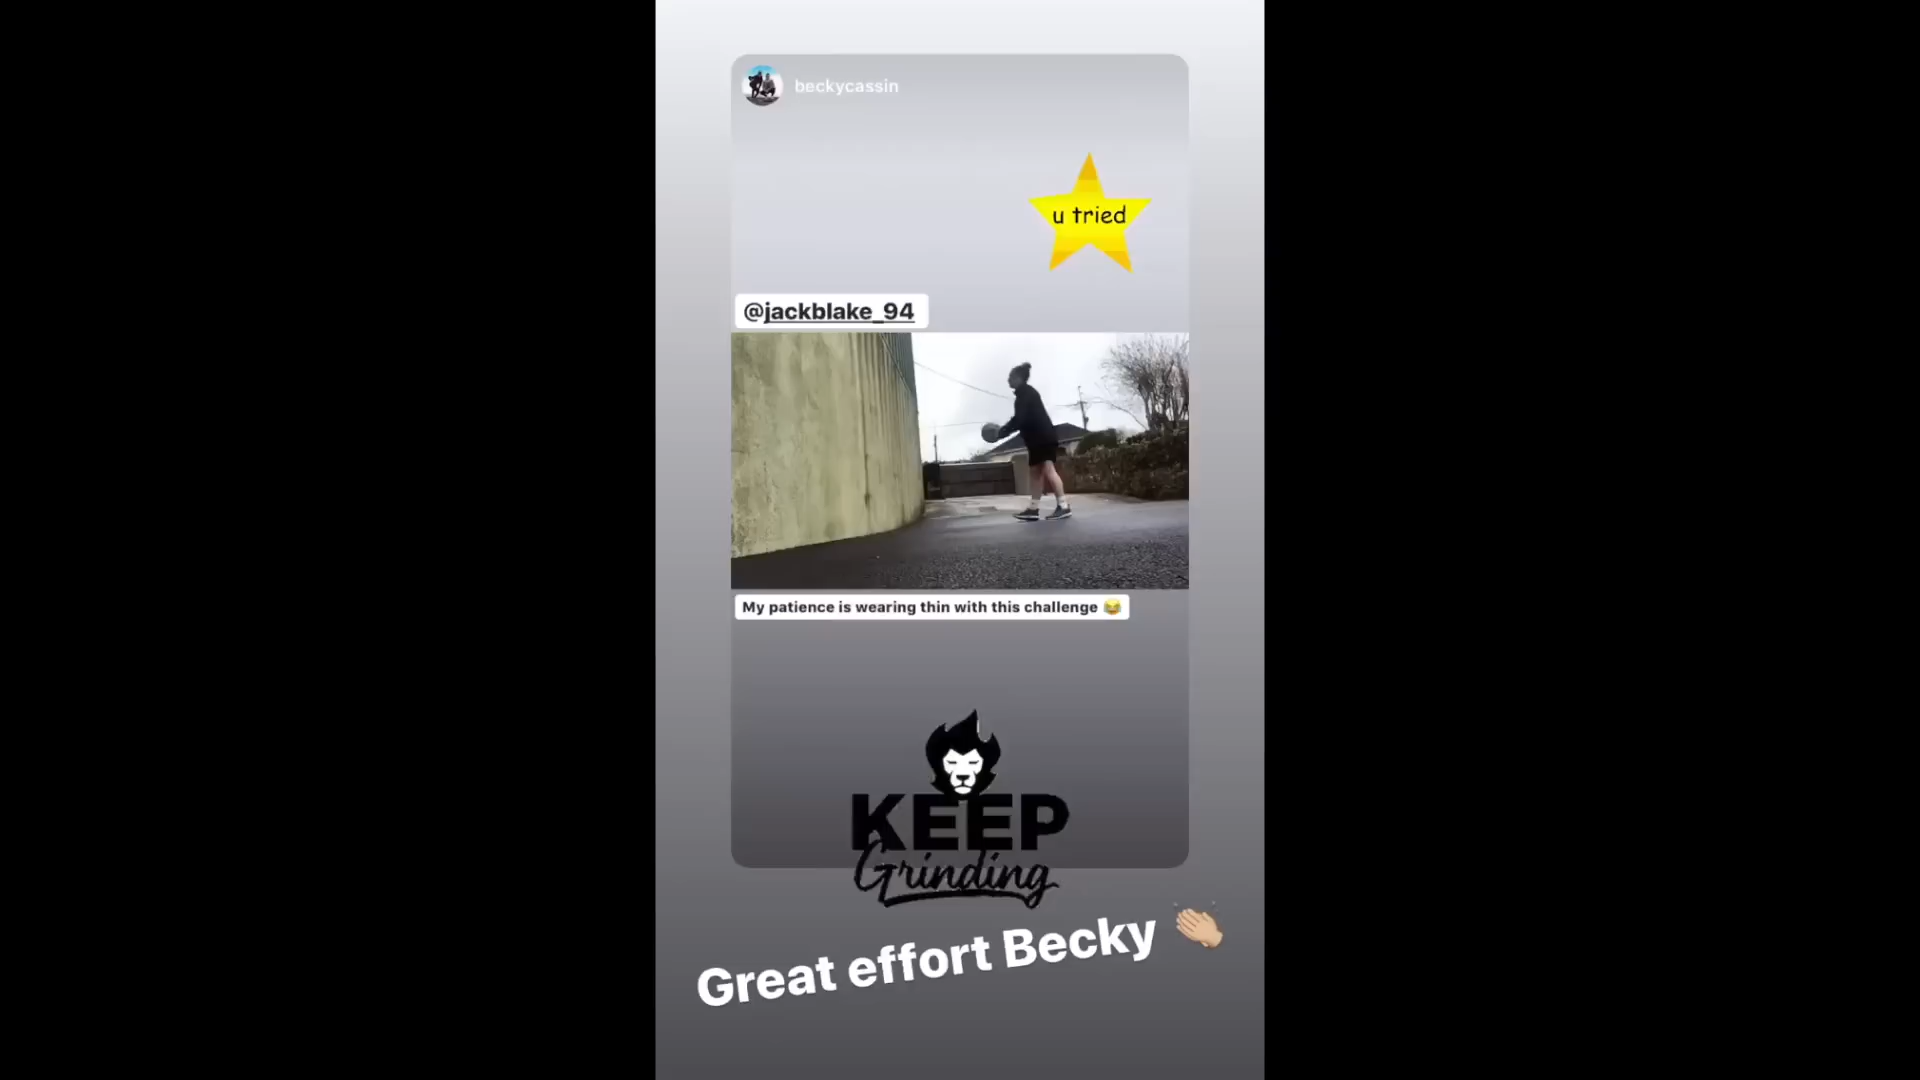 beckycassin
u tried
@jackblake_94
My patience is wearing thin with this challenge 😂
KEEP
Grinding
Great effort Becky 👏🏼